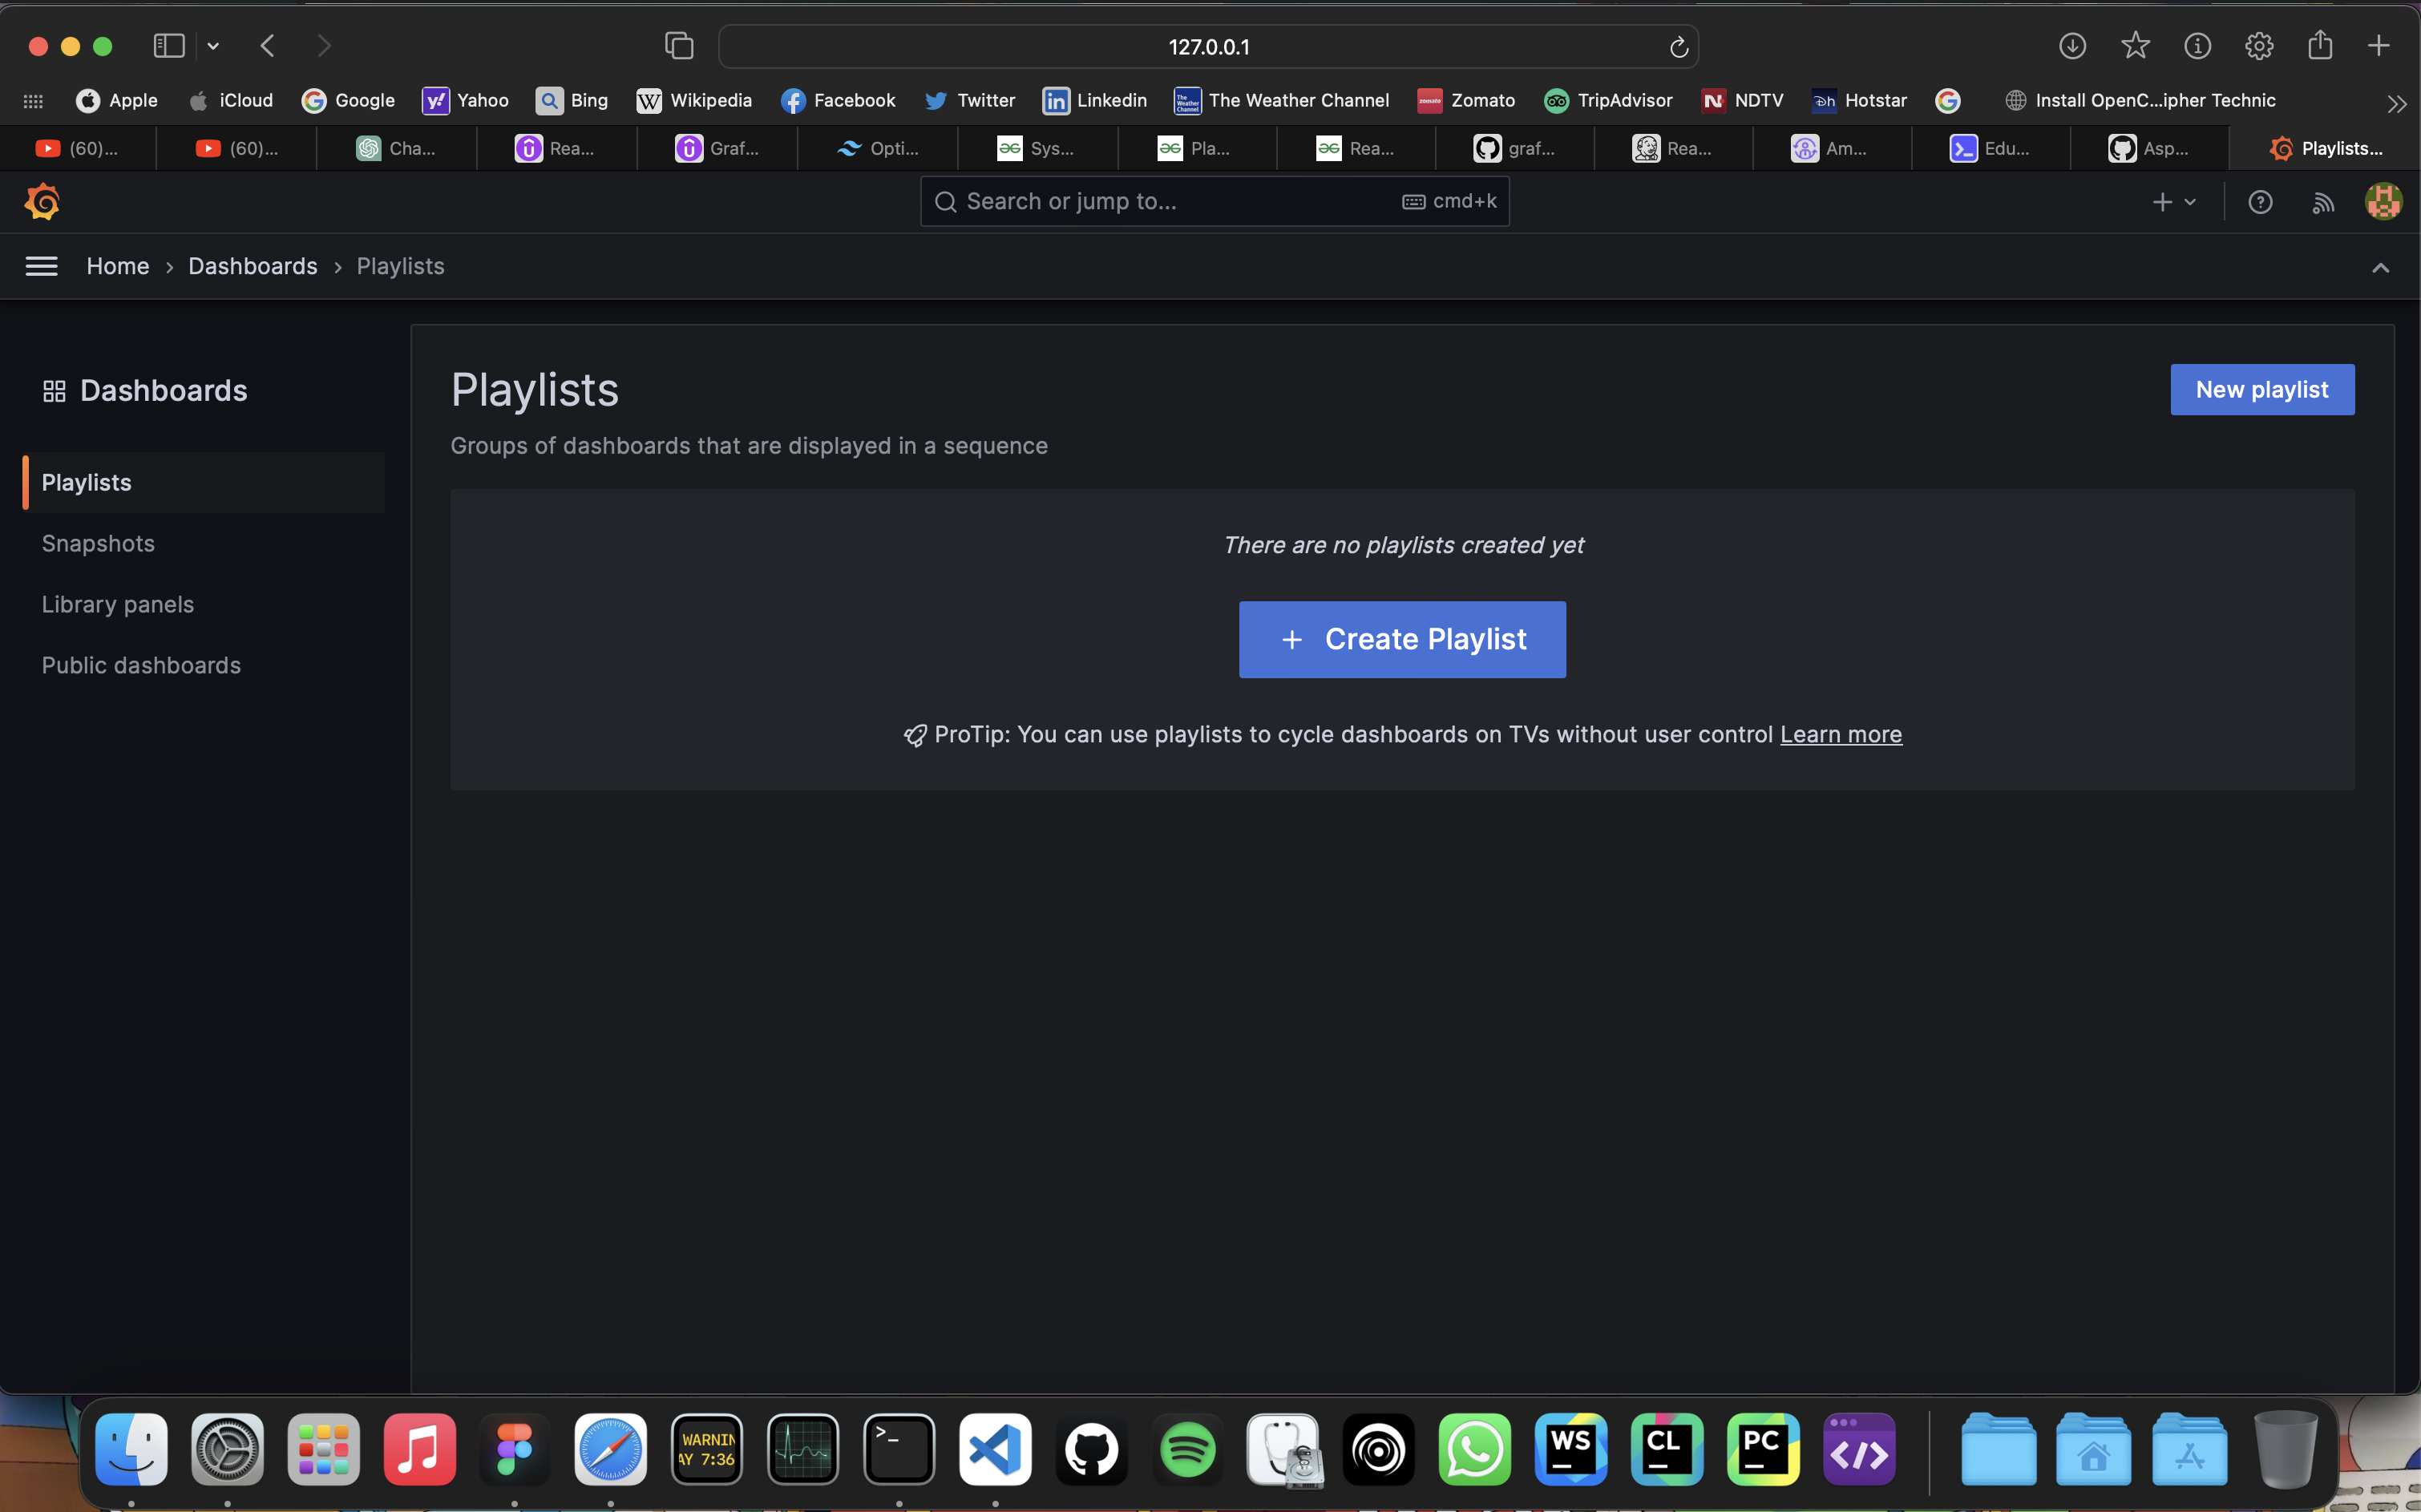 127.0.0.1
Apple iCloud Google Yahoo Bing Wikipedia Facebook Twitter Linkedin The Weather Channel Zomato TripAdvisor NDTV Hotstar Install OpenC...ipher Technic
(60)... (60)... Cha... Rea... Graf... Opti... Sys... Pla... Rea... graf... Rea... Am... Edu... Asp... Playlists...
Search or jump to... cmd+k
Home › Dashboards › Playlists
Dashboards
Playlists
Snapshots
Library panels
Public dashboards
Playlists
New playlist
Groups of dashboards that are displayed in a sequence
There are no playlists created yet
+ Create Playlist
ProTip: You can use playlists to cycle dashboards on TVs without user control Learn more
WARNIN
AY 7:36
>_
WS
CL
PC
</>